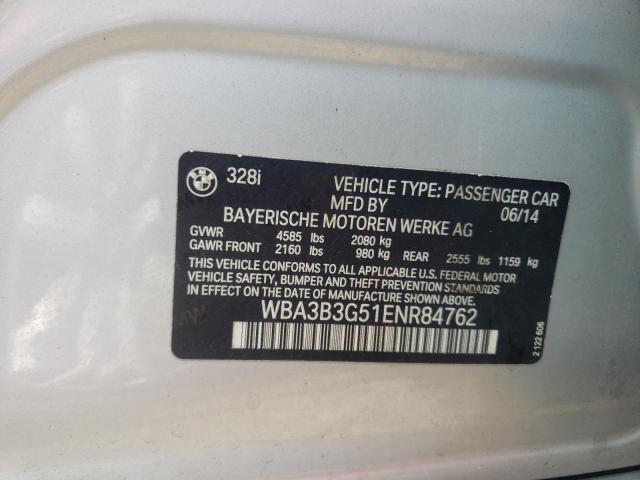 BMW 328i VEHICLE TYPE: PASSENGER CAR
MFD BY 06/14
BAYERISCHE MOTOREN WERKE AG
GVWR 4585 lbs 2080 kg
GAWR FRONT 2160 lbs 980 kg REAR 2555 lbs 1159 kg
THIS VEHICLE CONFORMS TO ALL APPLICABLE U.S. FEDERAL MOTOR
VEHICLE SAFETY, BUMPER, AND THEFT PREVENTION STANDARDS
IN EFFECT ON THE DATE OF MANUFACTURE SHOWN ABOVE.
WBA3B3G51ENR84762
2 122 606